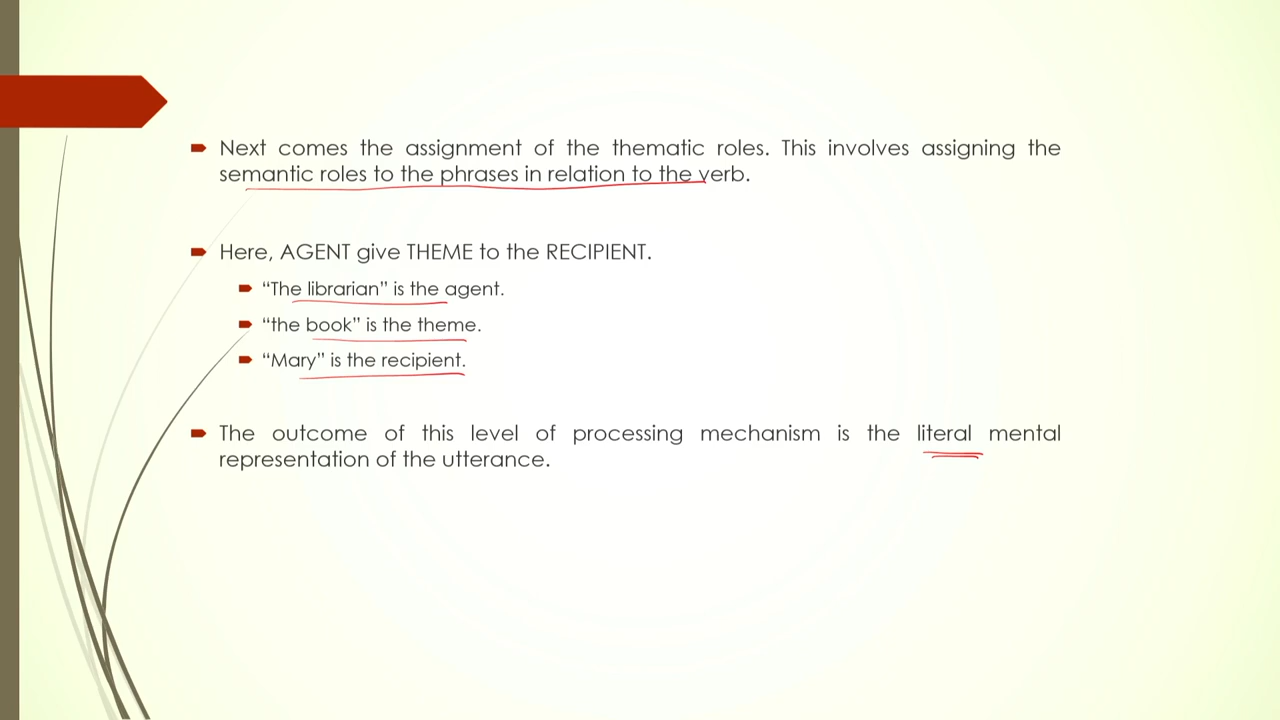 Next comes the assignment of the thematic roles. This involves assigning the
semantic roles to the phrases in relation to the verb.
Here, AGENT give THEME to the RECIPIENT.
“The librarian” is the agent.
“the book” is the theme.
“Mary” is the recipient.
The outcome of this level of processing mechanism is the literal mental
representation of the utterance.